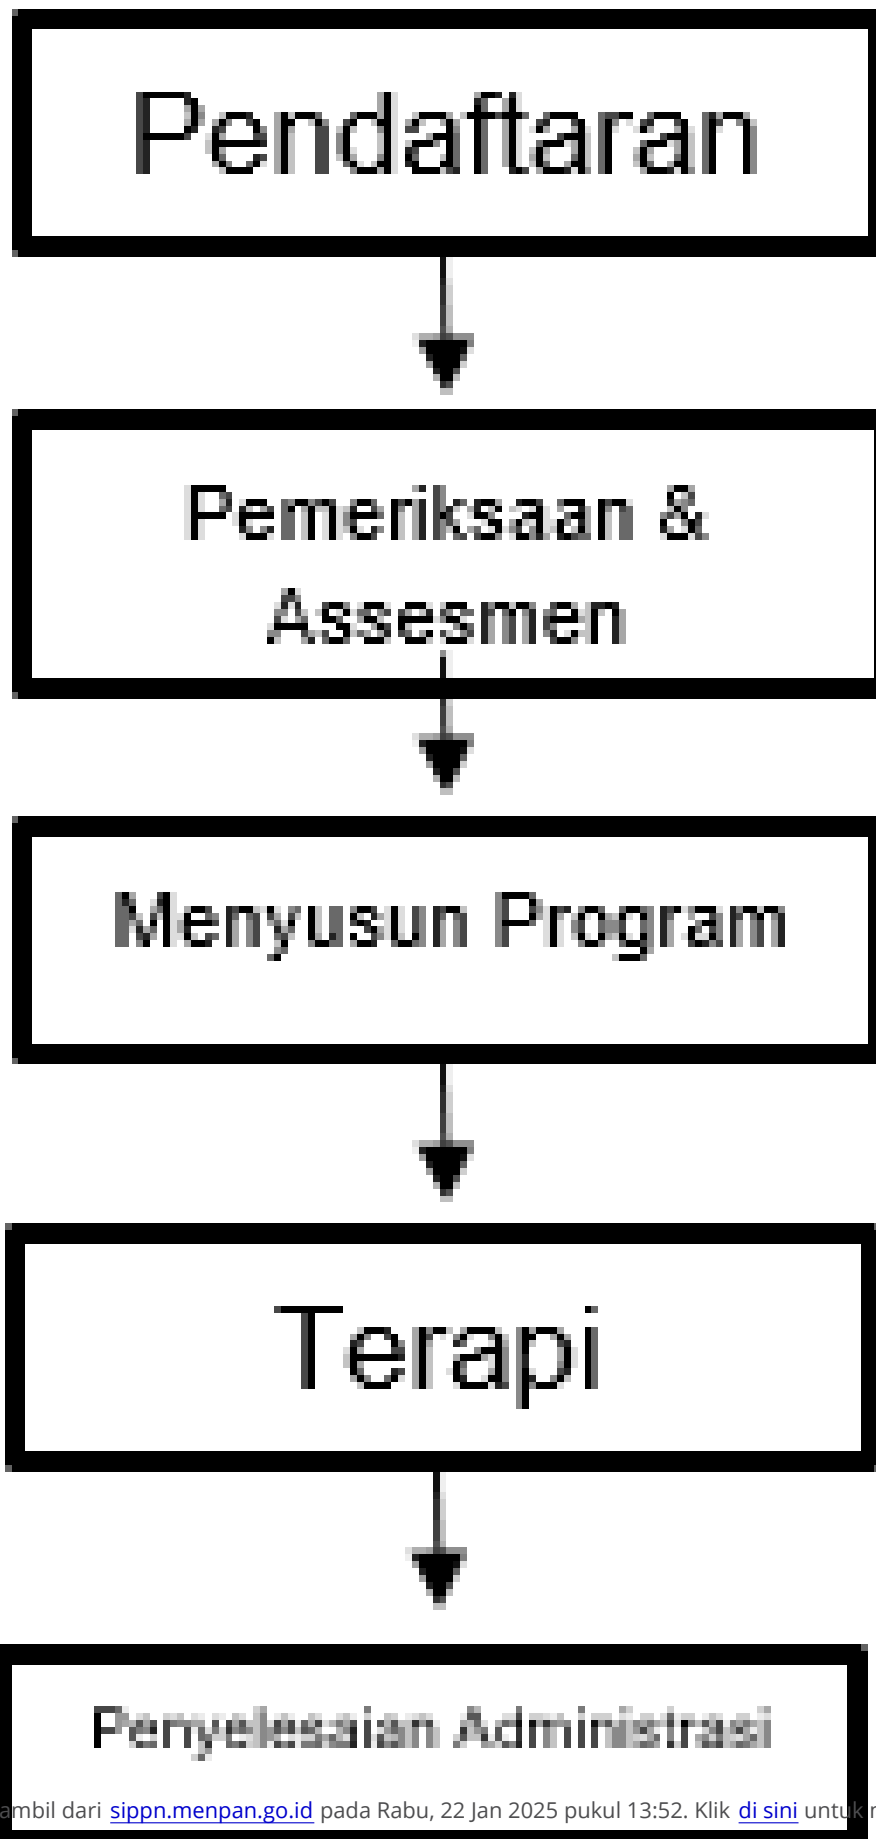 Pendaftaran
Pemeriksaan &
Assesmen
Menyusun Program
Terapi
Penyelesaian Administrasi
ambil dari sippn.menpan.go.id pada Rabu, 22 Jan 2025 pukul 13:52. Klik di sini untuk